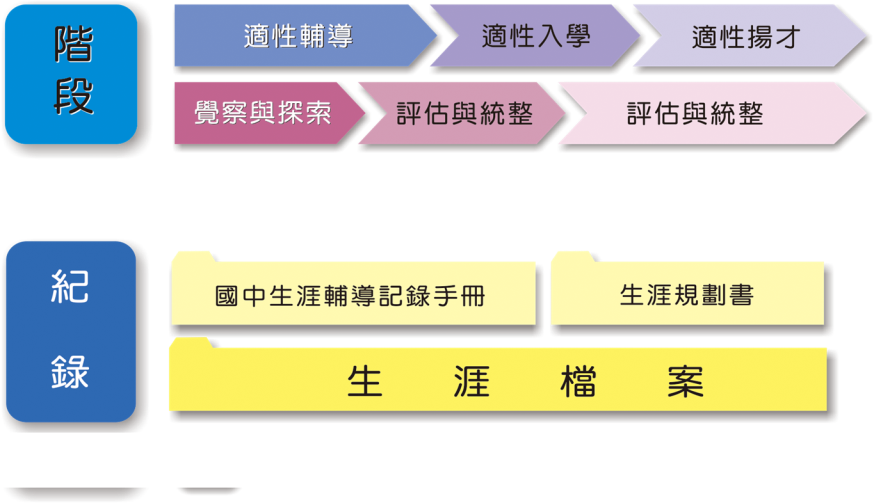 階段
適性輔導 適性入學 適性揚才
覺察與探索 評估與統整 評估與統整
紀錄
國中生涯輔導記錄手冊 生涯規劃書
生涯檔案